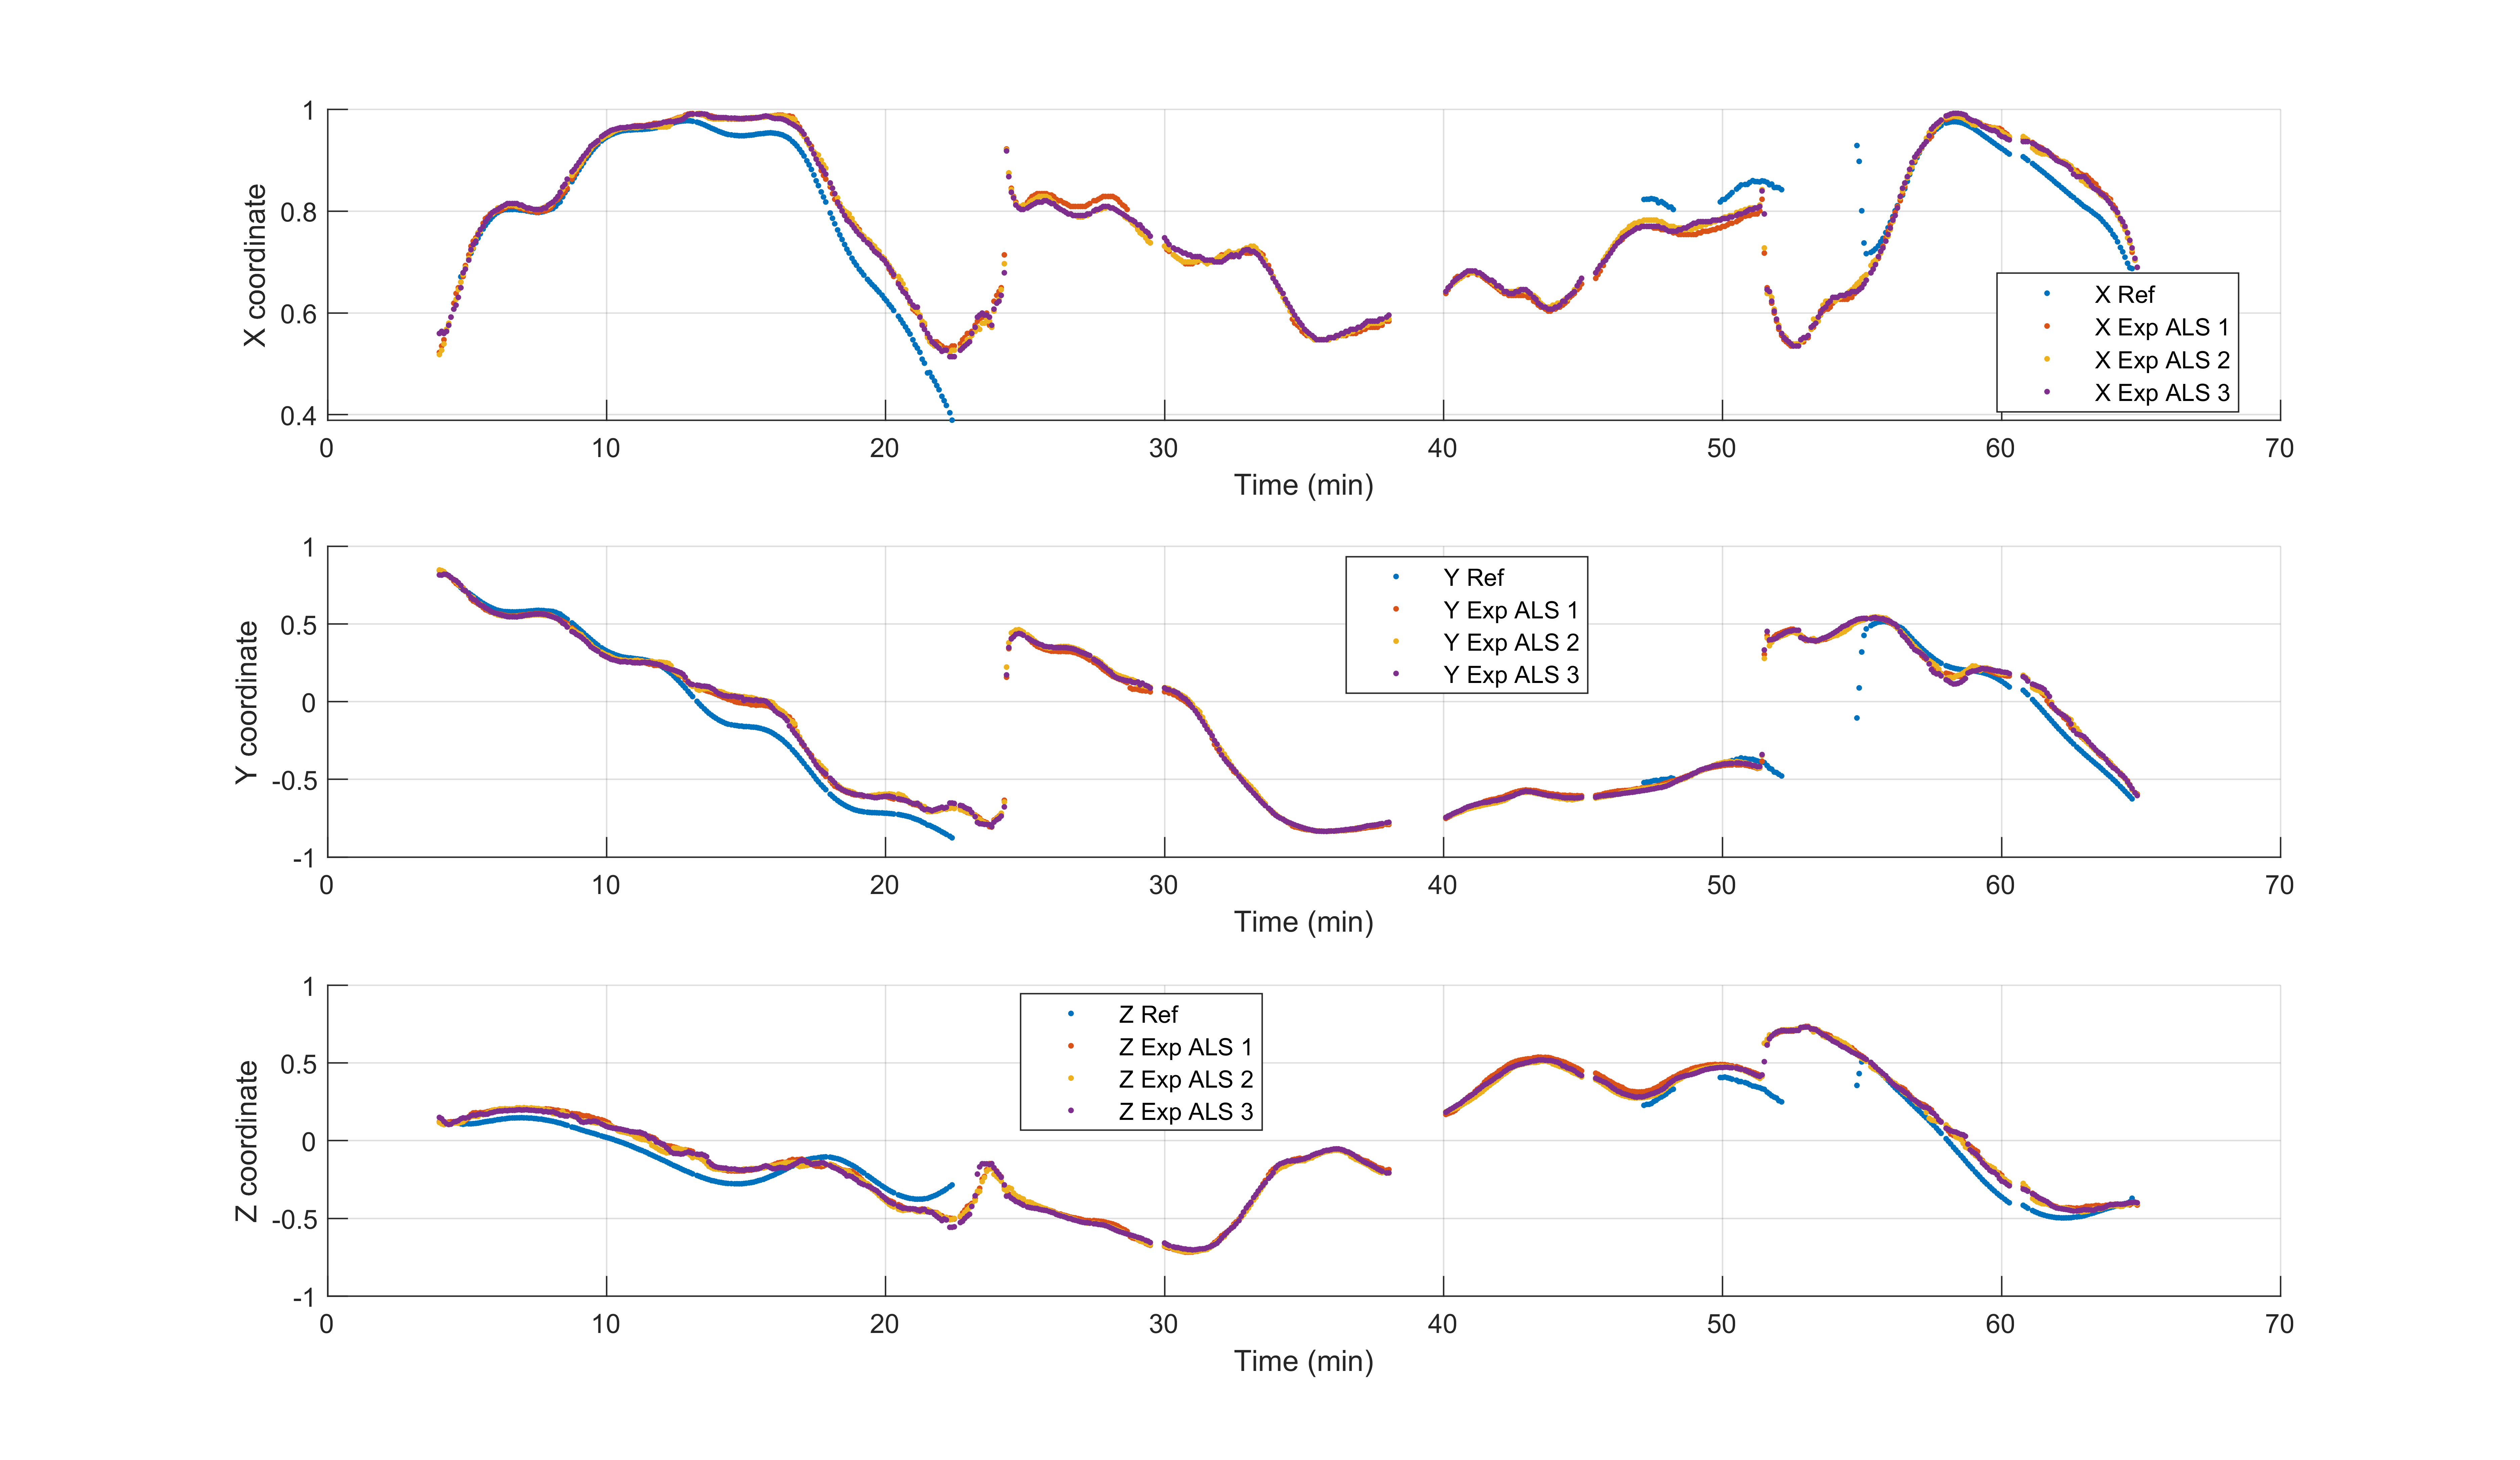 1
0.8
0.6
0.4
X coordinate
X Ref
X Exp ALS 1
X Exp ALS 2
X Exp ALS 3
0 10 20 30 40 50 60 70
Time (min)
1
0.5
0
-0.5
-1
Y coordinate
Y Ref
Y Exp ALS 1
Y Exp ALS 2
Y Exp ALS 3
0 10 20 30 40 50 60 70
Time (min)
1
0.5
0
-0.5
-1
Z coordinate
Z Ref
Z Exp ALS 1
Z Exp ALS 2
Z Exp ALS 3
0 10 20 30 40 50 60 70
Time (min)